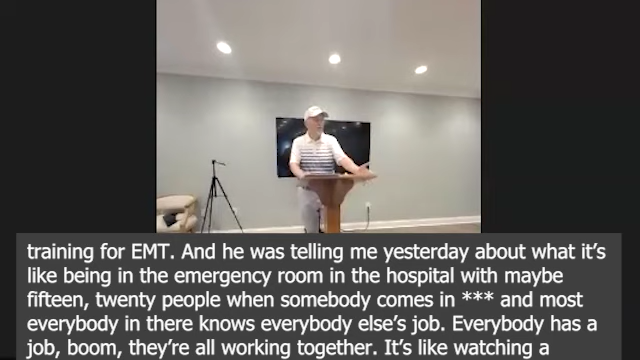 training for EMT. And he was telling me yesterday about what it’s
like being in the emergency room in the hospital with maybe
fifteen, twenty people when somebody comes in *** and most
everybody in there knows everybody else’s job. Everybody has a
job, boom, they’re all working together. It’s like watching a